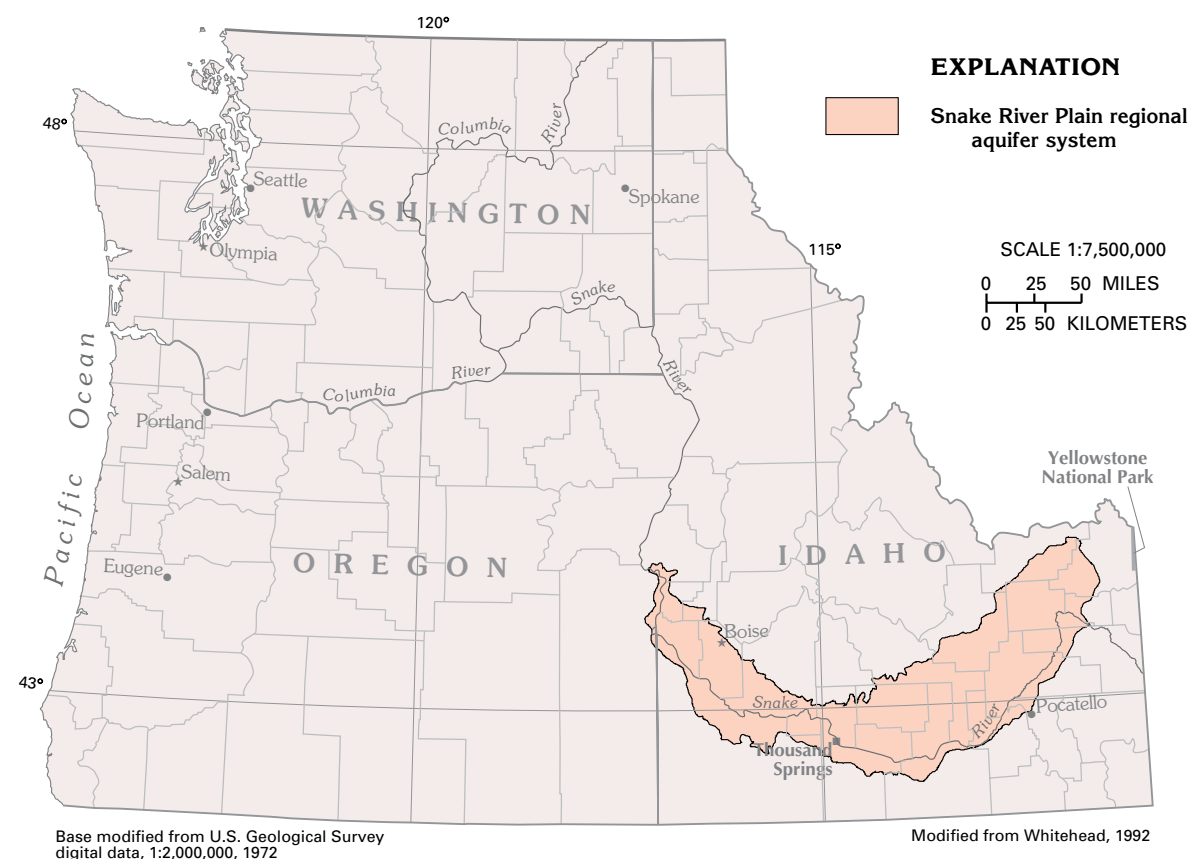 120°
EXPLANATION
Snake River Plain regional
aquifer system
48°
Columbia
River
Seattle
Spokane
WASHINGTON
Olympia
115°
SCALE 1:7,500,000
0 25 50 MILES
0 25 50 KILOMETERS
Snake
River
Columbia
River
Pacific Ocean
Portland
Salem
Yellowstone
National Park
OREGON
IDAHO
Eugene
Boise
43°
Snake
River
Pocatello
Thousand
Springs
Base modified from U.S. Geological Survey
digital data, 1:2,000,000, 1972
Modified from Whitehead, 1992